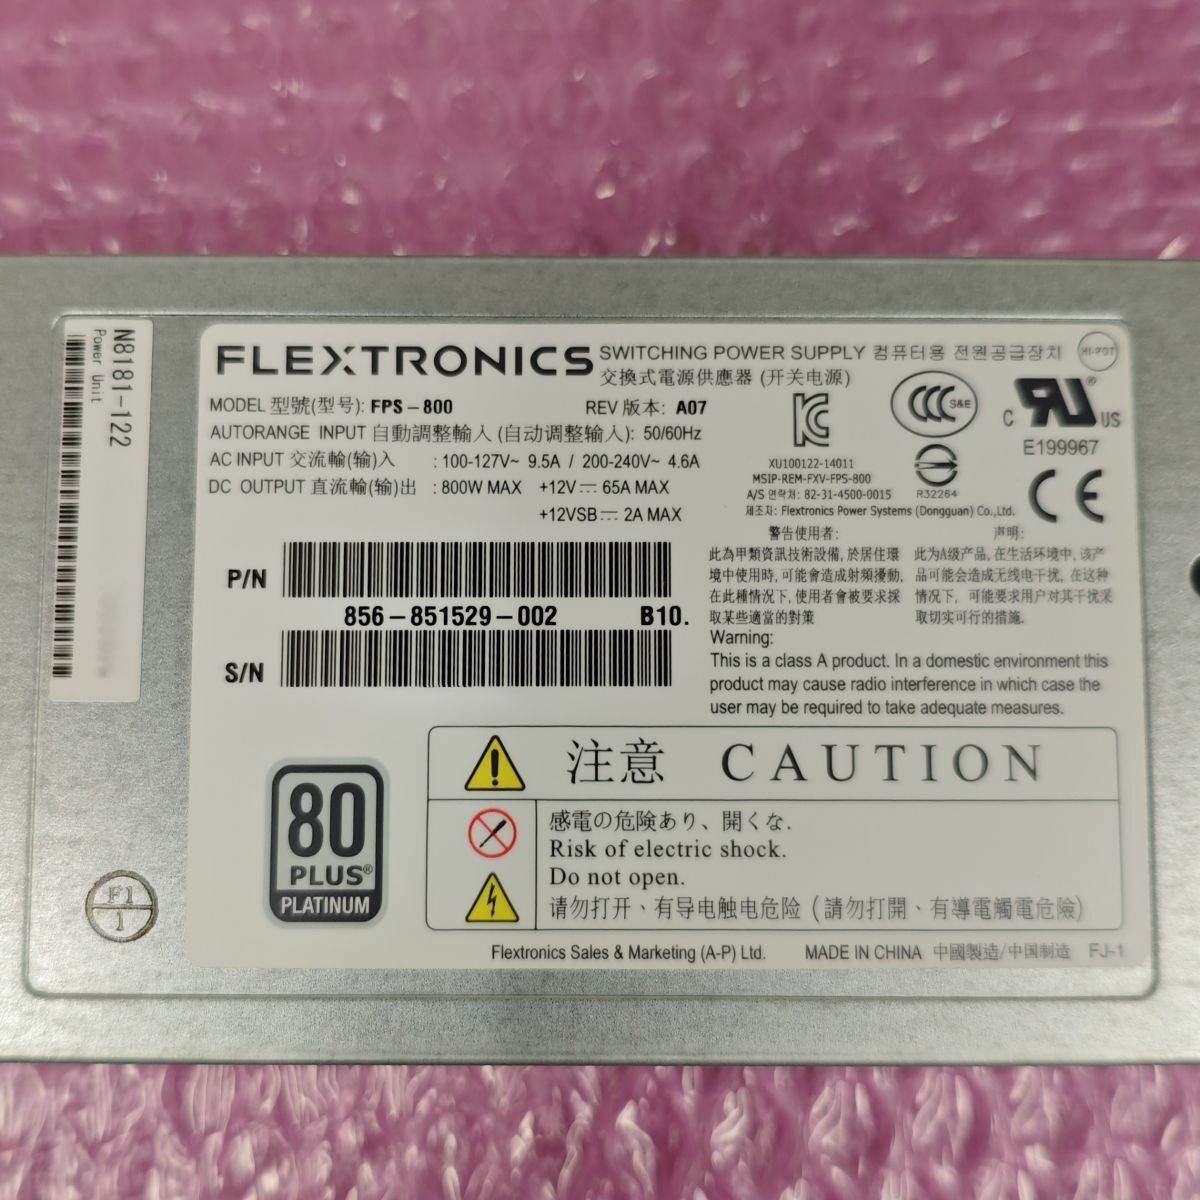 N8181-122
Power Unit
FLEXTRONICS
SWITCHING POWER SUPPLY 컴퓨터용 전원공급장치
交換式電源供應器 (开关电源)
HI-POT
MODEL 型號(型号): FPS-800
REV 版本: A07
AUTORANGE INPUT 自動調整輸入 (自动调整输入): 50/60Hz
AC INPUT 交流輸(输)入 : 100-127V~ 9.5A / 200-240V~ 4.6A
DC OUTPUT 直流輸(输)出 : 800W MAX +12V⎓ 65A MAX
+12VSB⎓ 2A MAX
S&E
C US
E199967
XU100122-14011
MSIP-REM-FXV-FPS-800
A/S 연락처: 82-31-4500-0015
제조자: Flextronics Power Systems (Dongguan) Co.,Ltd.
R32264
CE
P/N
856-851529-002 B10.
S/N
警告使用者:
此為甲類資訊技術設備, 於居住環
境中使用時, 可能會造成射頻擾動,
在此種情況下, 使用者會被要求採
取某些適當的對策
声明:
此为A级产品, 在生活环境中, 该产
品可能会造成无线电干扰, 在这种
情况下, 可能要求用户对其干扰采
取切实可行的措施.
Warning:
This is a class A product. In a domestic environment this
product may cause radio interference in which case the
user may be required to take adequate measures.
80
PLUS®
PLATINUM
注意 CAUTION
感電の危険あり、開くな.
Risk of electric shock.
Do not open.
请勿打开、有导电触电危险 (請勿打開、有導電觸電危險)
Flextronics Sales & Marketing (A-P) Ltd.
MADE IN CHINA 中國製造/中国制造 FJ-1
F1
1